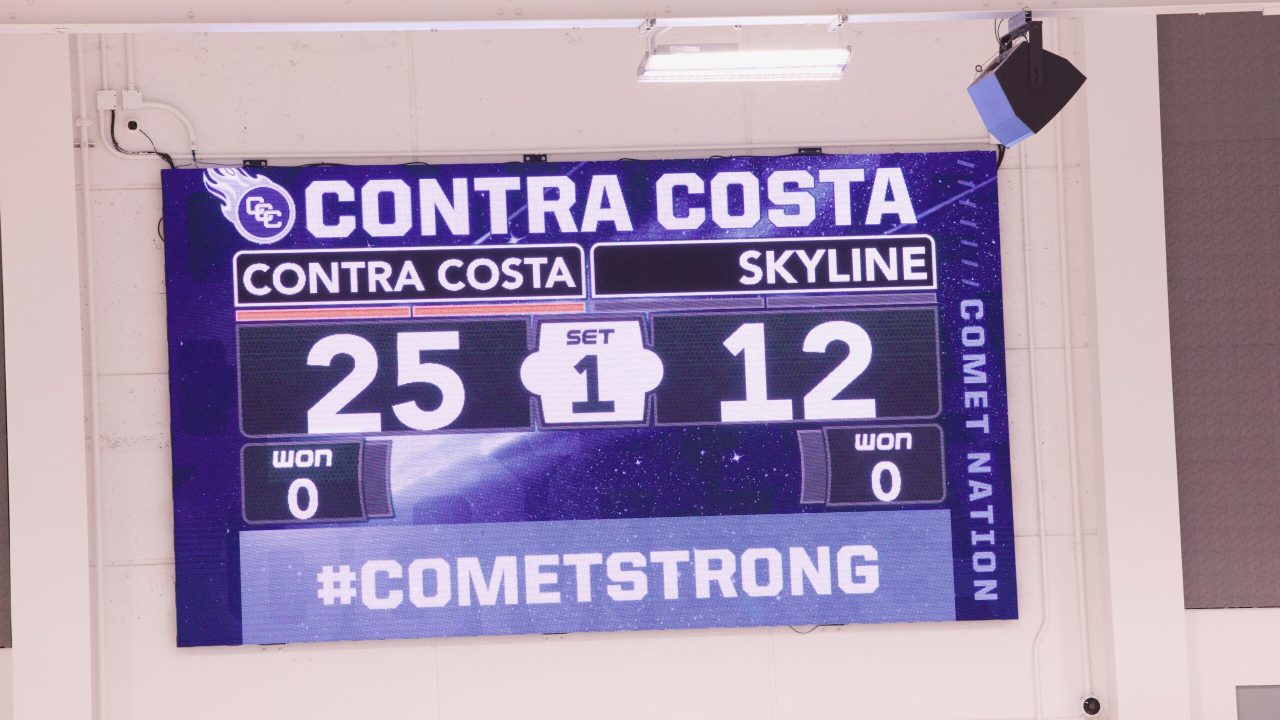 CCC CONTRA COSTA
CONTRA COSTA SKYLINE
25 SET 1 12
WON WON
0 0
#COMETSTRONG
COMET NATION